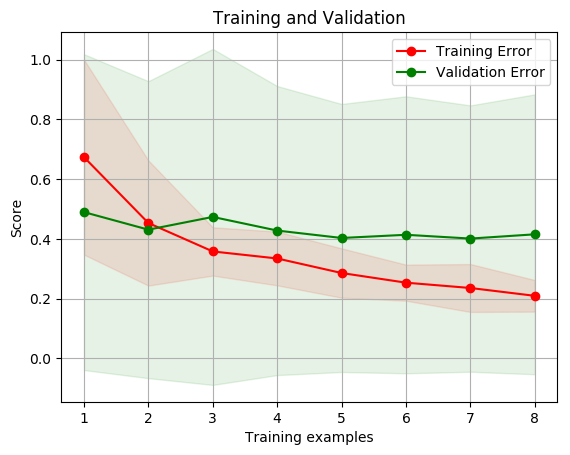 Training and Validation
Training Error
Validation Error
Score
1.0
0.8
0.6
0.4
0.2
0.0
1 2 3 4 5 6 7 8
Training examples